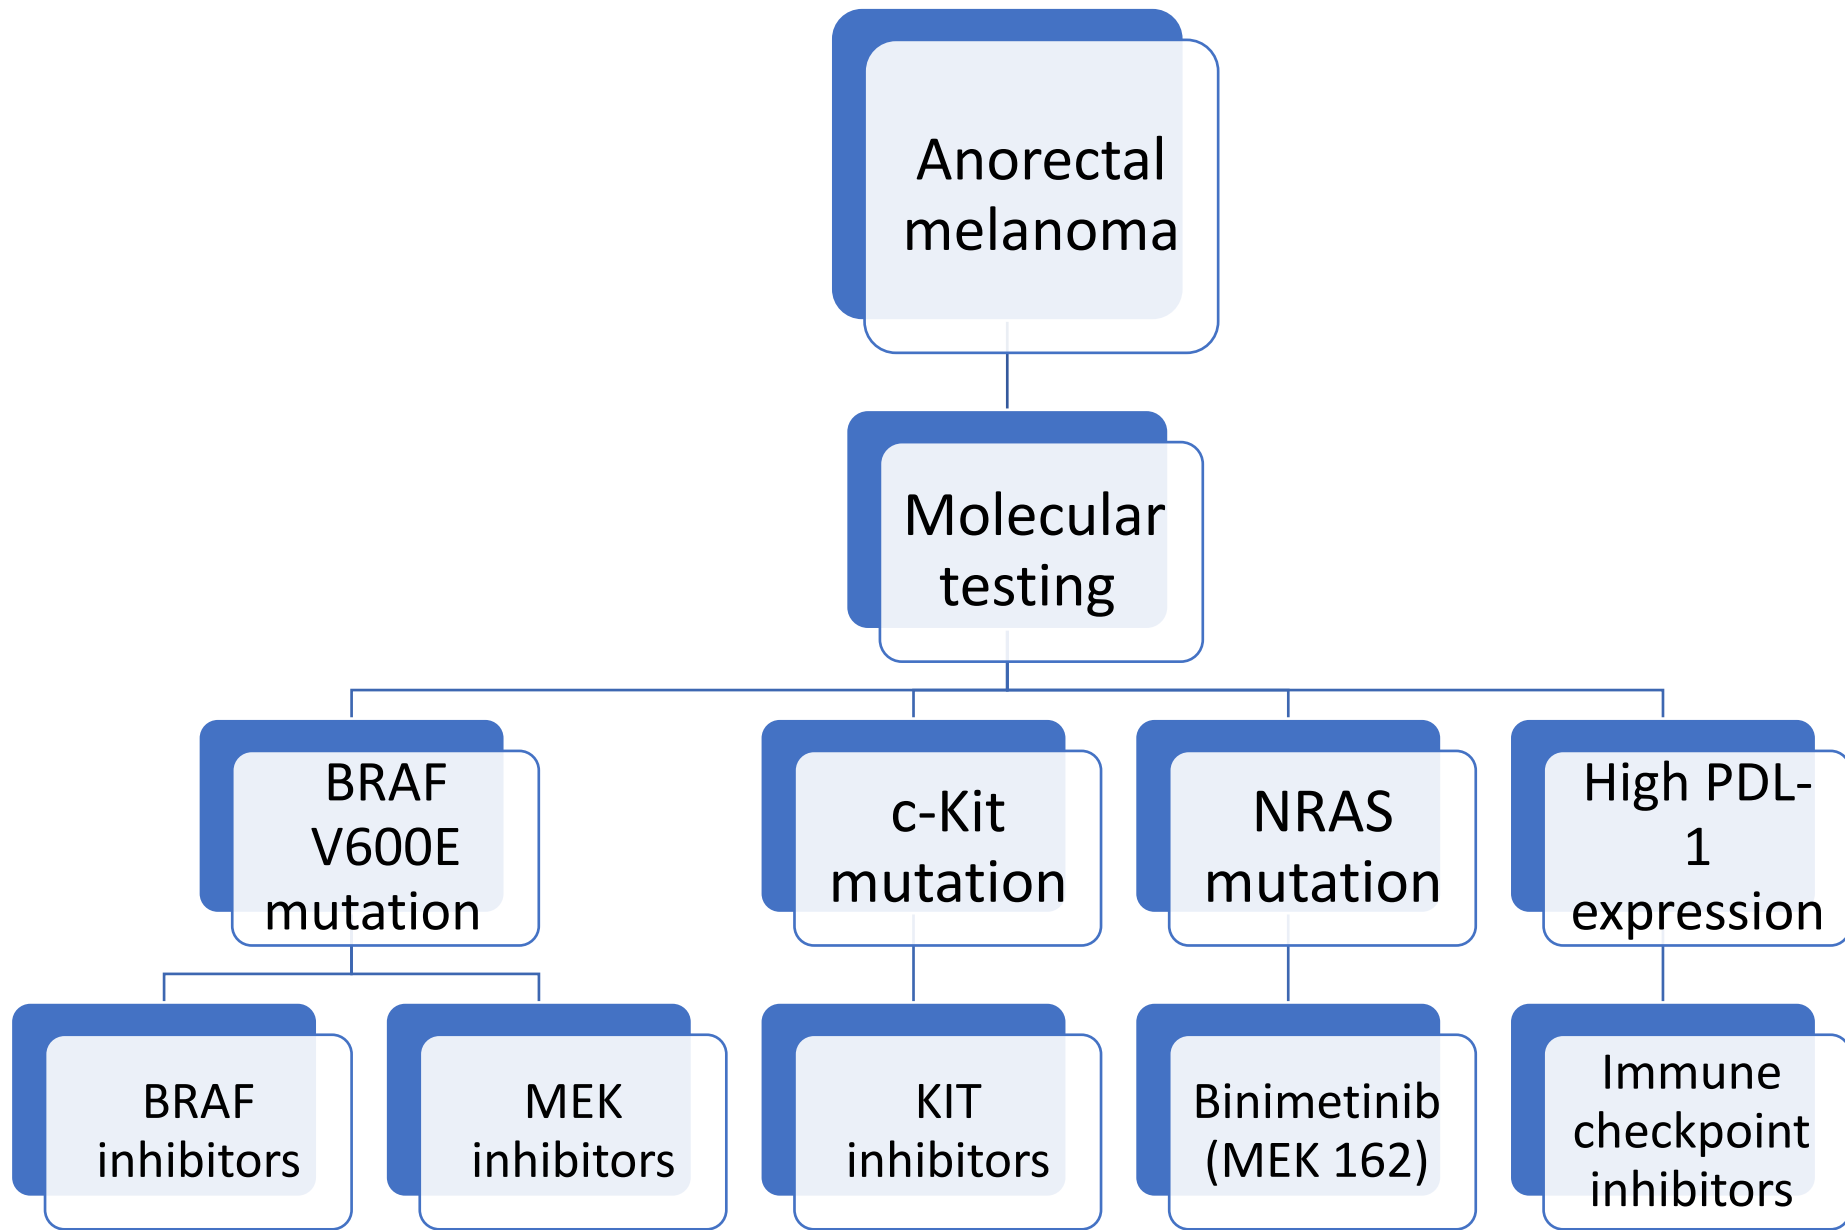 Anorectal
melanoma
Molecular
testing
BRAF
V600E
mutation
c-Kit
mutation
NRAS
mutation
High PDL-
1
expression
BRAF
inhibitors
MEK
inhibitors
KIT
inhibitors
Binimetinib
(MEK 162)
Immune
checkpoint
inhibitors